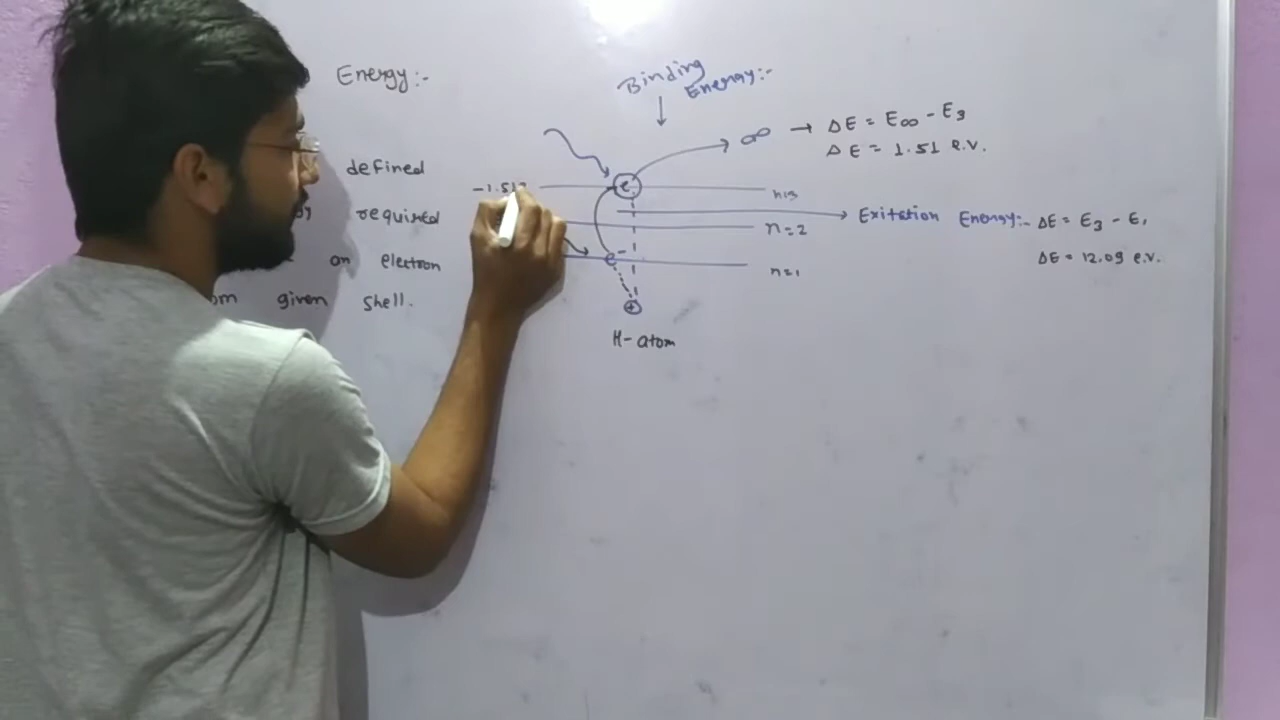 Energy:-
defined
required
an electron
given shell.
Binding
Energy:-
∞ → ΔE = E∞ - E3
ΔE = 1.51 e.V.
-1.51
e-
n=3
Exitation Energy:- ΔE = E3 - E1
n=2
ΔE = 12.09 e.V.
e-
n=1
+
H-atom